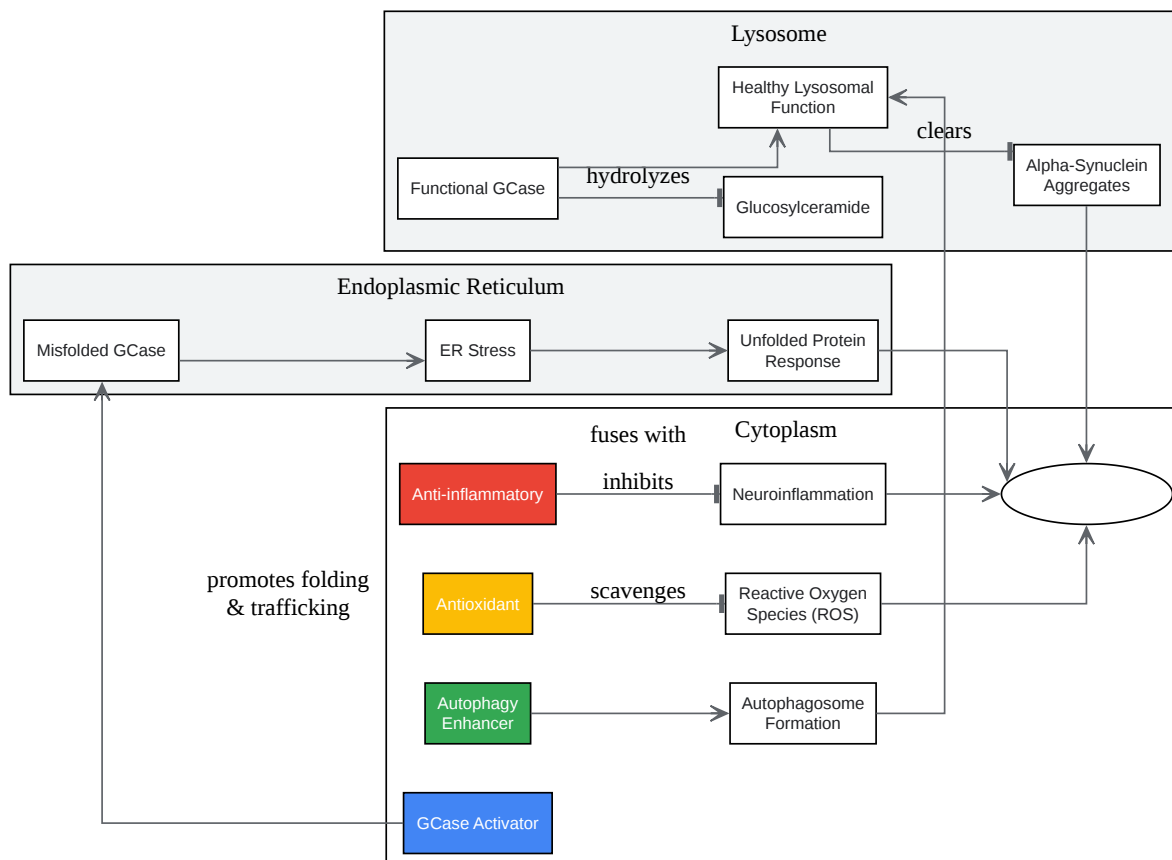 Lysosome
Healthy Lysosomal
Function
clears
Alpha-Synuclein
Aggregates
Functional GCase
hydrolyzes
Glucosylceramide
Endoplasmic Reticulum
Misfolded GCase
ER Stress
Unfolded Protein
Response
fuses with
Cytoplasm
Anti-inflammatory
inhibits
Neuroinflammation
promotes folding
& trafficking
Antioxidant
scavenges
Reactive Oxygen
Species (ROS)
Autophagy
Enhancer
Autophagosome
Formation
GCase Activator